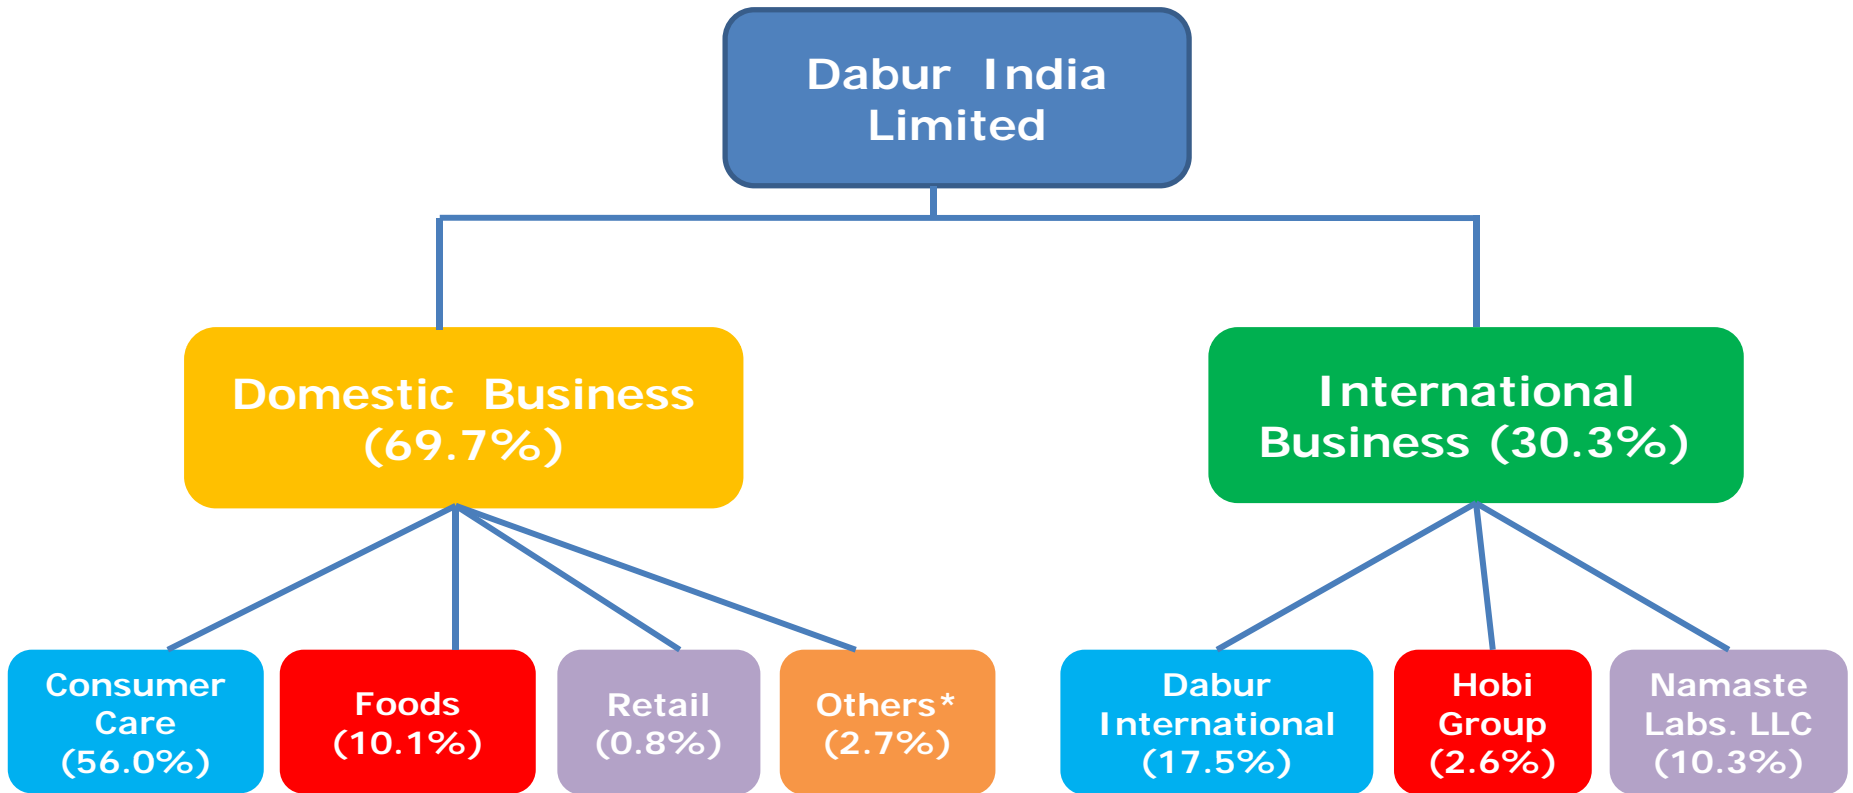 Dabur India
Limited
Domestic Business
(69.7%)
International
Business (30.3%)
Consumer
Care
(56.0%)
Foods
(10.1%)
Retail
(0.8%)
Others*
(2.7%)
Dabur
International
(17.5%)
Hobi
Group
(2.6%)
Namaste
Labs. LLC
(10.3%)